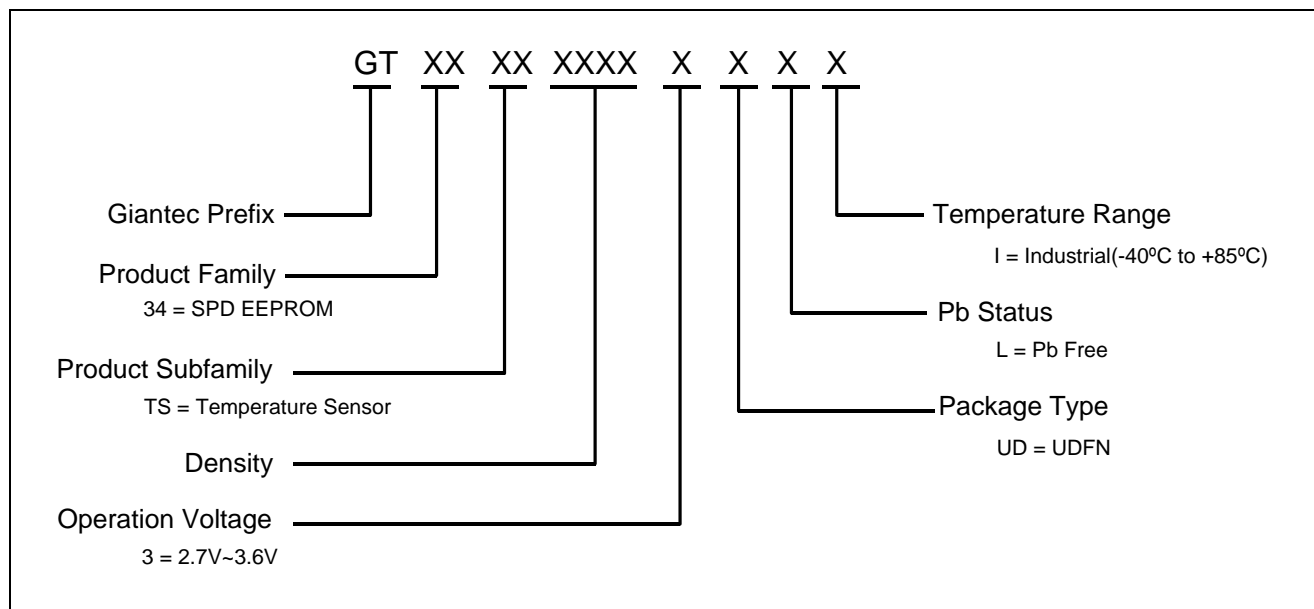 GT XX XX XXXX X X X X
Giantec Prefix
Product Family
34 = SPD EEPROM
Product Subfamily
TS = Temperature Sensor
Density
Operation Voltage
3 = 2.7V~3.6V
Temperature Range
I = Industrial(-40ºC to +85ºC)
Pb Status
L = Pb Free
Package Type
UD = UDFN